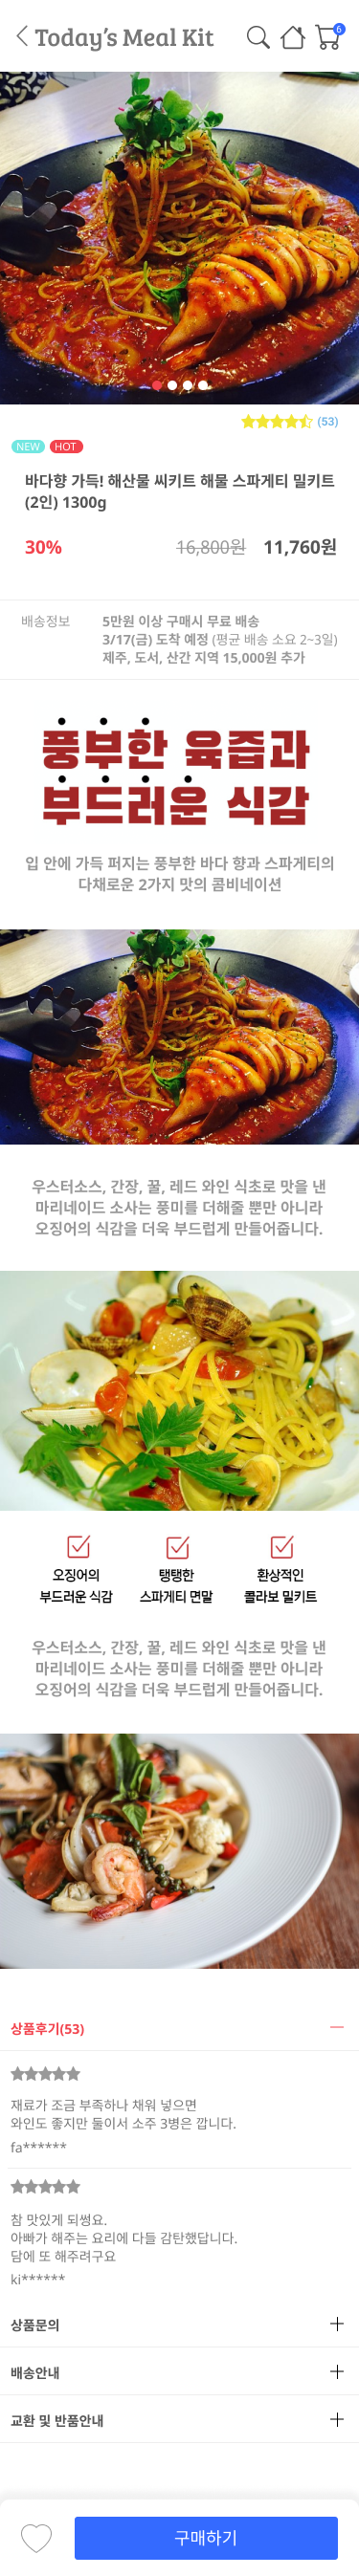 Today's Meal Kit
6
(53)
NEW HOT
바다향 가득! 해산물 씨키트 해물 스파게티 밀키트
(2인) 1300g
30% 16,800원 11,760원
배송정보 5만원 이상 구매시 무료 배송
3/17(금) 도착 예정 (평균 배송 소요 2~3일)
제주, 도서, 산간 지역 15,000원 추가
풍부한 육즙과
부드러운 식감
입 안에 가득 퍼지는 풍부한 바다 향과 스파게티의
다채로운 2가지 맛의 콤비네이션
우스터소스, 간장, 꿀, 레드 와인 식초로 맛을 낸
마리네이드 소사는 풍미를 더해줄 뿐만 아니라
오징어의 식감을 더욱 부드럽게 만들어줍니다.
오징어의 탱탱한 환상적인
부드러운 식감 스파게티 면말 콜라보 밀키트
우스터소스, 간장, 꿀, 레드 와인 식초로 맛을 낸
마리네이드 소사는 풍미를 더해줄 뿐만 아니라
오징어의 식감을 더욱 부드럽게 만들어줍니다.
상품후기(53)
재료가 조금 부족하나 채워 넣으면
와인도 좋지만 둘이서 소주 3병은 깝니다.
fa******
참 맛있게 되썽요.
아빠가 해주는 요리에 다들 감탄했답니다.
담에 또 해주려구요
ki******
상품문의
배송안내
교환 및 반품안내
구매하기